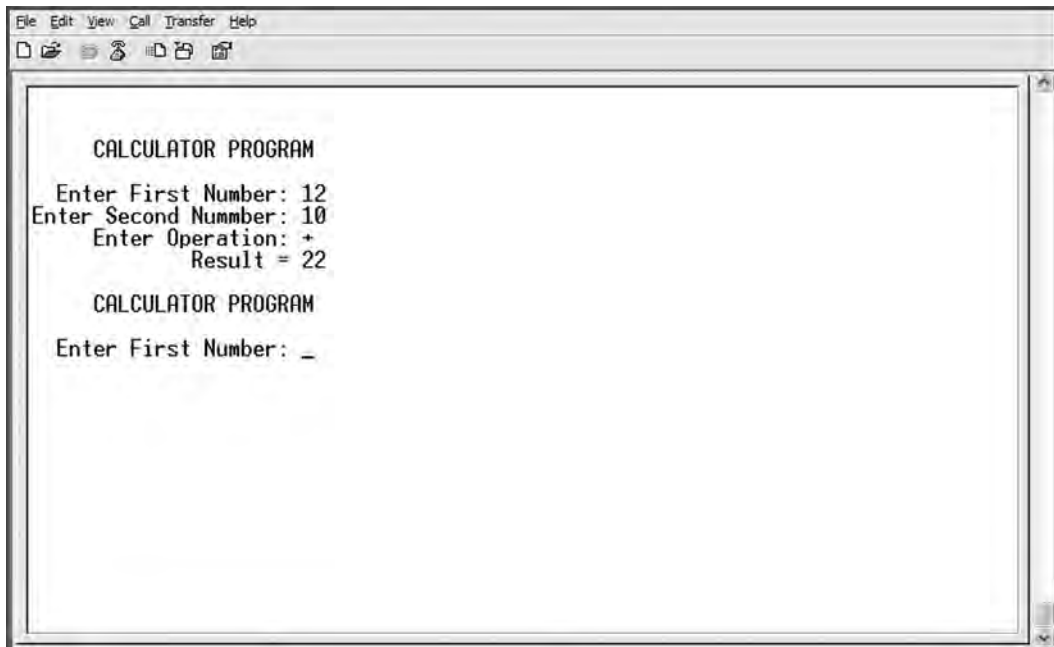 File Edit View Call Transfer Help
CALCULATOR PROGRAM
Enter First Number: 12
Enter Second Nummber: 10
Enter Operation: +
Result = 22
CALCULATOR PROGRAM
Enter First Number: _